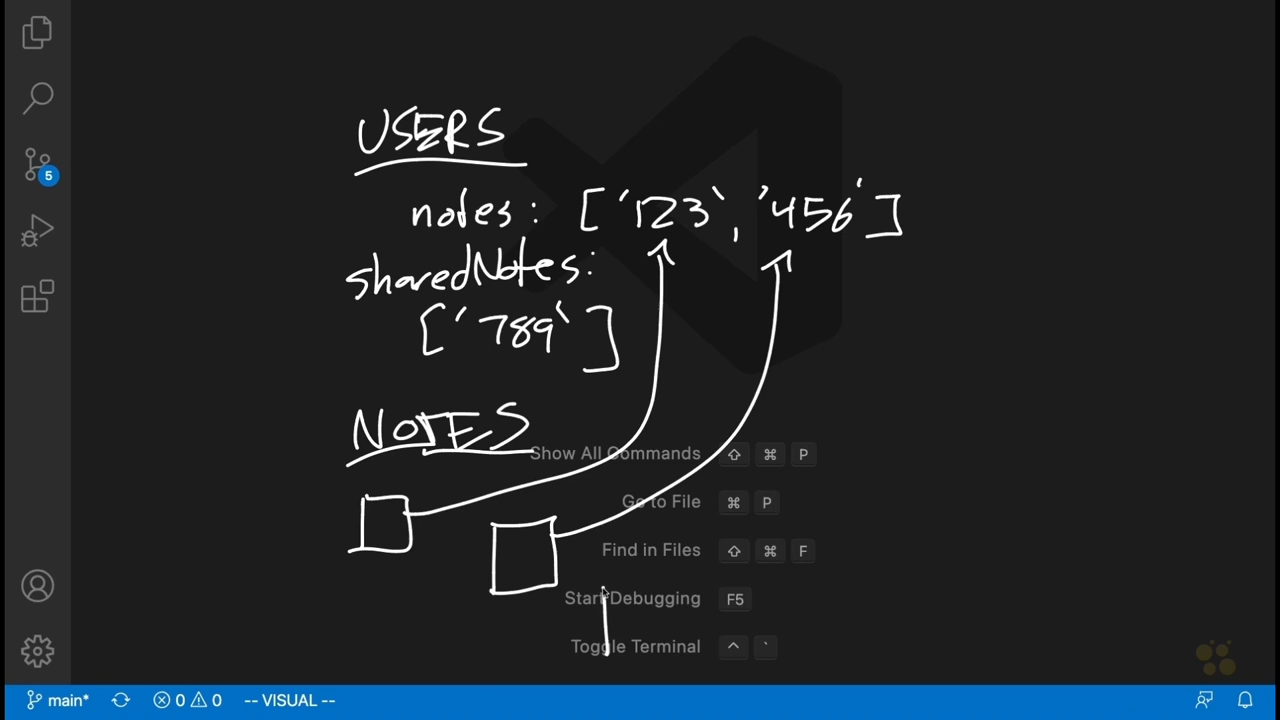 USERS
notes: ['123', '456']
sharedNotes:
['789']
NOTES
Show All Commands ⇧ ⌘ P
Go to File ⌘ P
Find in Files ⇧ ⌘ F
Start Debugging F5
Toggle Terminal ^ `
5
main* 0 0 -- VISUAL --